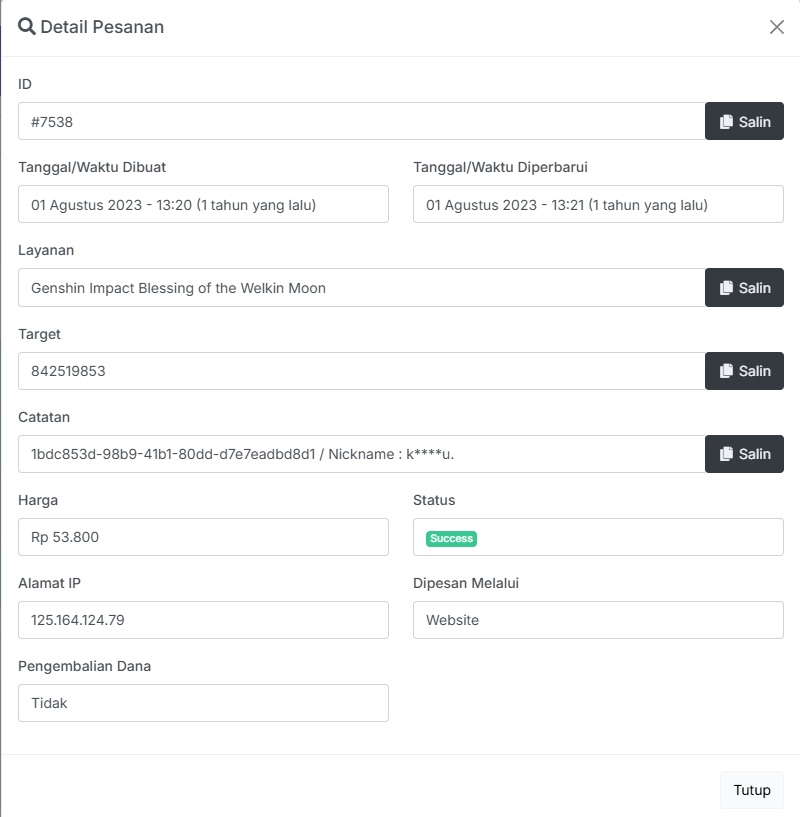 Detail Pesanan
ID
#7538
Salin
Tanggal/Waktu Dibuat
Tanggal/Waktu Diperbarui
01 Agustus 2023 - 13:20 (1 tahun yang lalu)
01 Agustus 2023 - 13:21 (1 tahun yang lalu)
Layanan
Genshin Impact Blessing of the Welkin Moon
Salin
Target
842519853
Salin
Catatan
1bdc853d-98b9-41b1-80dd-d7e7eadbd8d1 / Nickname : k****u.
Salin
Harga
Status
Rp 53.800
Success
Alamat IP
Dipesan Melalui
125.164.124.79
Website
Pengembalian Dana
Tidak
Tutup